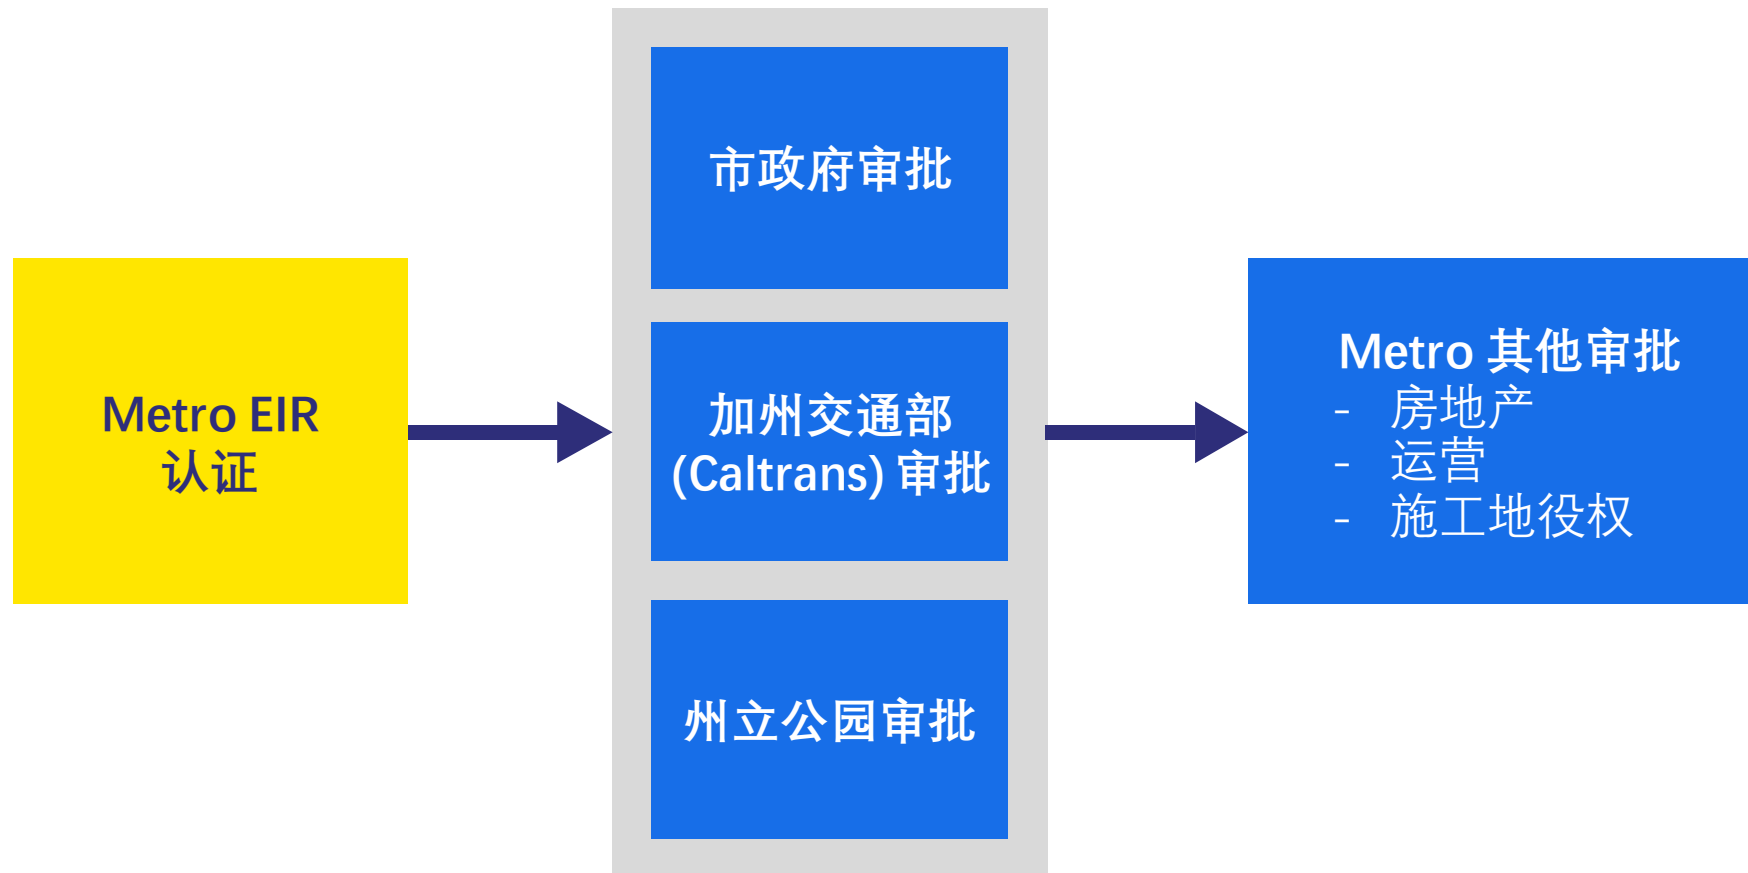 Metro EIR
认证
市政府审批
加州交通部
(Caltrans) 审批
州立公园审批
Metro 其他审批
- 房地产
- 运营
- 施工地役权